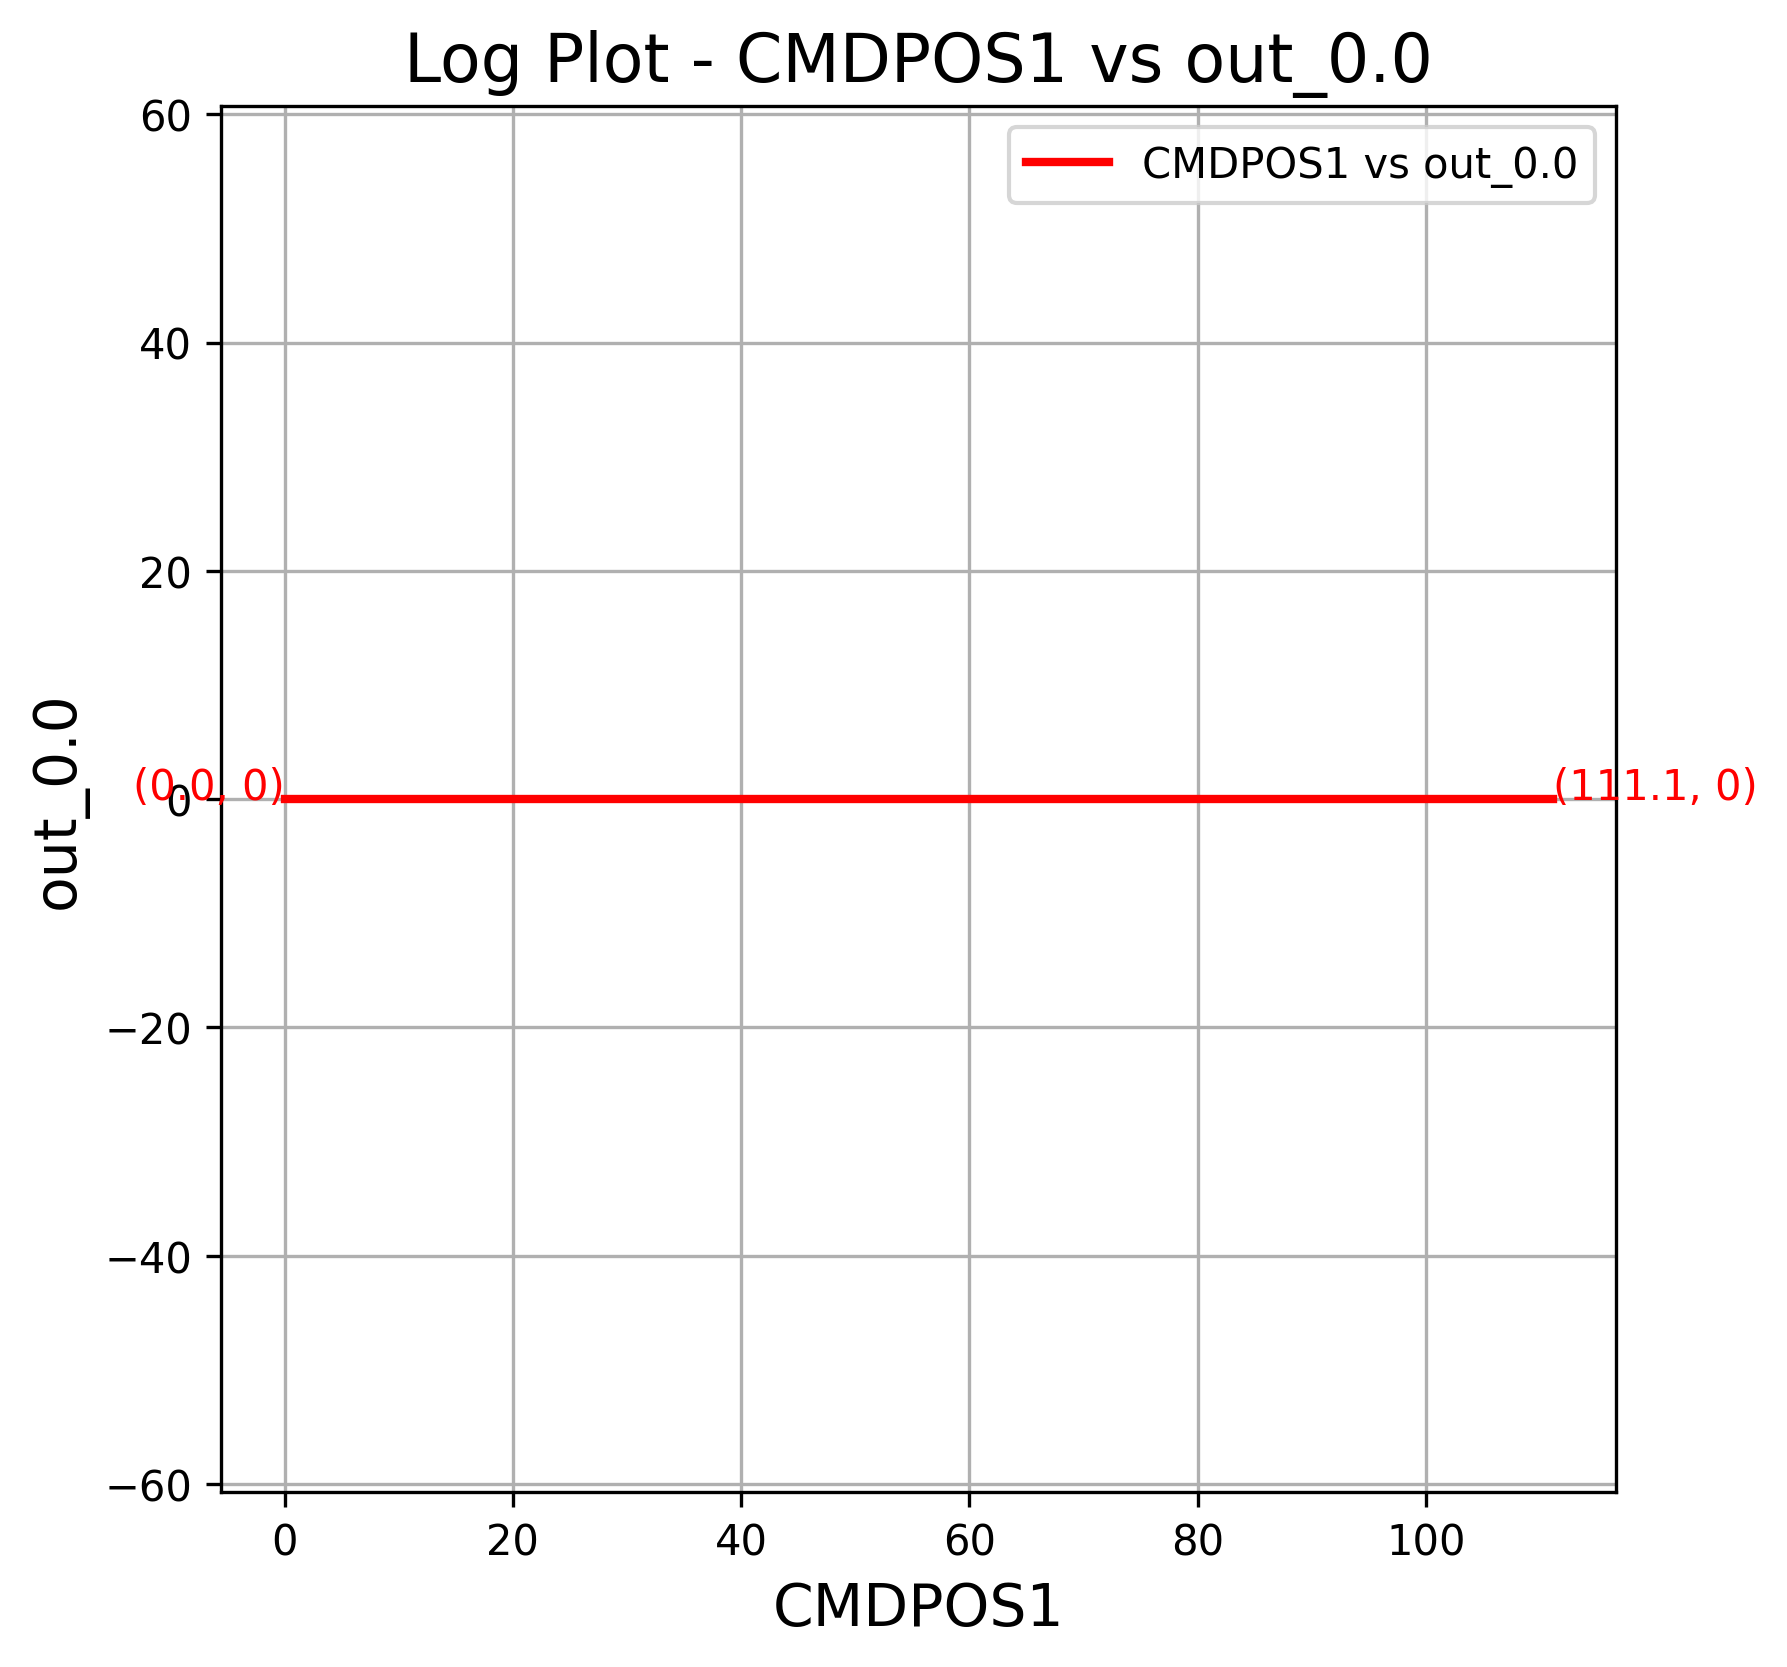 Log Plot - CMDPOS1 vs out_0.0
60
CMDPOS1 vs out_0.0
40
20
(0.0, 0)
0
(111.1, 0)
out_0.0
−20
−40
−60
0 20 40 60 80 100
CMDPOS1